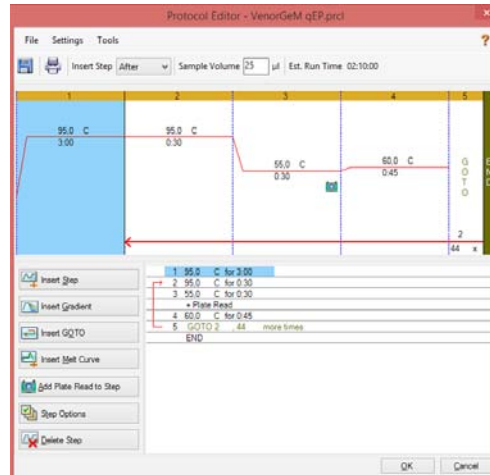 Protocol Editor - VenorGeM qEP.prcl
File Settings Tools ?
Insert Step After Sample Volume 25 µl Est. Run Time 02:10:00
1 2 3 4 5
95,0 C 95,0 C 55,0 C 60,0 C GOTO END
3:00 0:30 0:30 0:45
2
44 x
Insert Step
Insert Gradient
Insert GOTO
Insert Melt Curve
Add Plate Read to Step
Step Options
Delete Step
1 95,0 C for 3:00
2 95,0 C for 0:30
3 55,0 C for 0:30
+ Plate Read
4 60,0 C for 0:45
5 GOTO 2 , 44 more times
END
OK Cancel